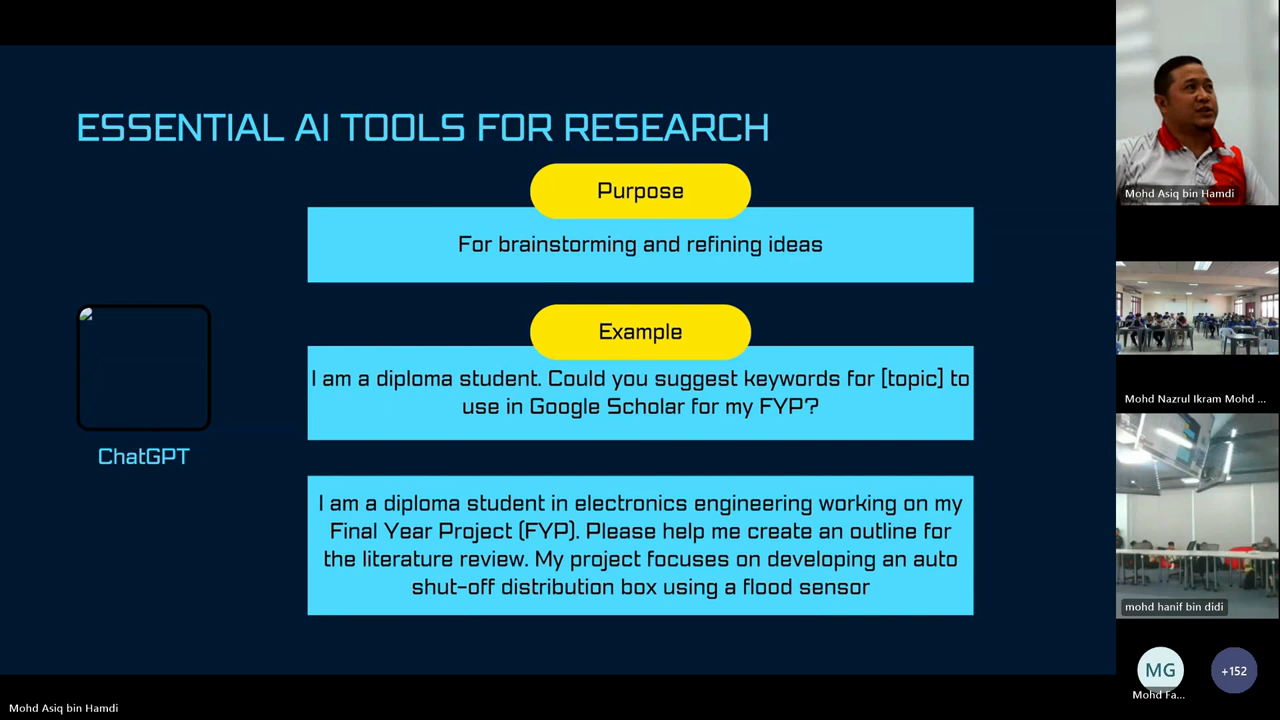 ESSENTIAL AI TOOLS FOR RESEARCH
Purpose
For brainstorming and refining ideas
Example
I am a diploma student. Could you suggest keywords for [topic] to
use in Google Scholar for my FYP?
ChatGPT
I am a diploma student in electronics engineering working on my
Final Year Project (FYP). Please help me create an outline for
the literature review. My project focuses on developing an auto
shut-off distribution box using a flood sensor
Mohd Asiq bin Hamdi
Mohd Asiq bin Hamdi
Mohd Nazrul Ikram Mohd ...
mohd hanif bin didi
MG
+152
Mohd Fa...